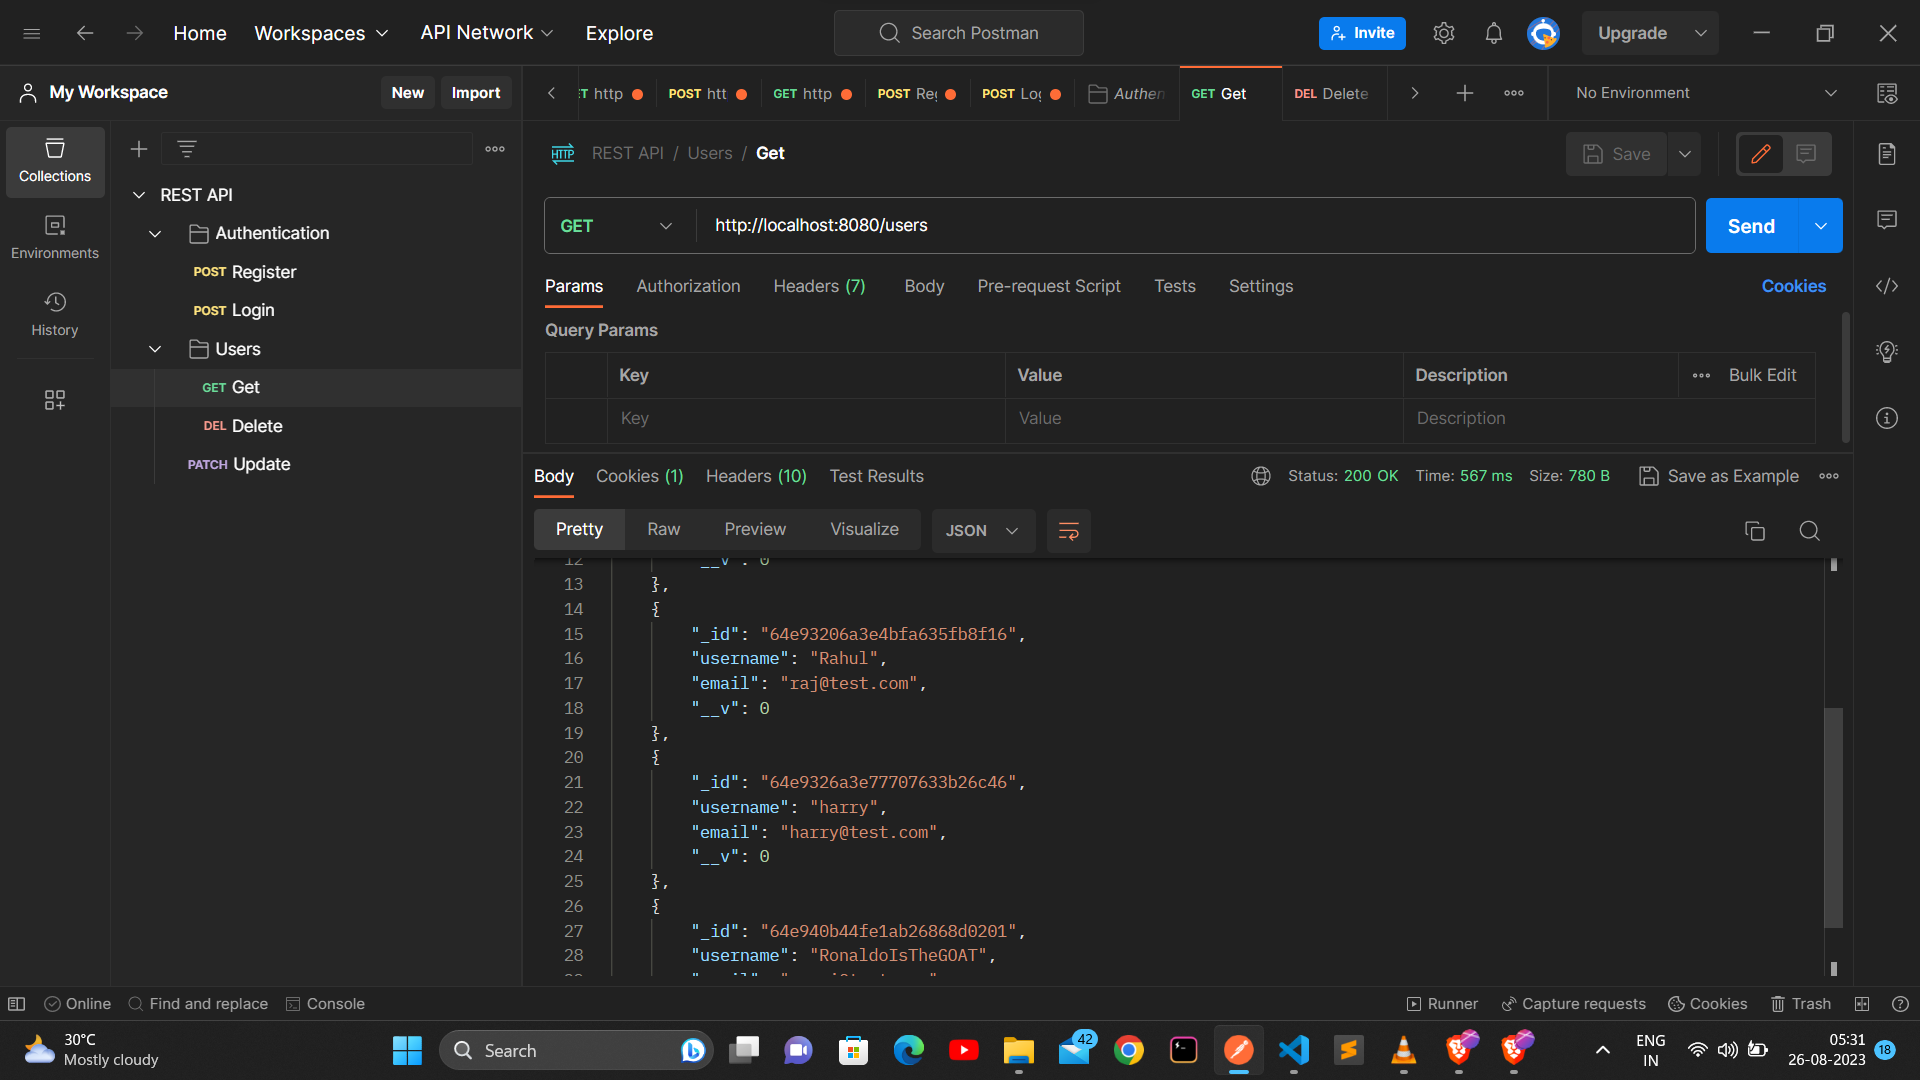 Home
Workspaces
API Network
Explore
Search Postman
Invite
Upgrade
My Workspace
New
Import
http
POST htt
GET http
POST Reg
POST Log
Authen
GET Get
DEL Delete
No Environment
Collections
Environments
History
REST API
Authentication
POST Register
POST Login
Users
GET Get
DEL Delete
PATCH Update
HTTP REST API / Users / Get
Save
GET
http://localhost:8080/users
Send
Params
Authorization
Headers (7)
Body
Pre-request Script
Tests
Settings
Cookies
Query Params
Key Value Description Bulk Edit
Key Value Description
Body
Cookies (1)
Headers (10)
Test Results
Status: 200 OK Time: 567 ms Size: 780 B
Save as Example
Pretty
Raw
Preview
Visualize
JSON
12 "__v": 0
13 },
14 {
15 "_id": "64e93206a3e4bfa635fb8f16",
16 "username": "Rahul",
17 "email": "raj@test.com",
18 "__v": 0
19 },
20 {
21 "_id": "64e9326a3e77707633b26c46",
22 "username": "harry",
23 "email": "harry@test.com",
24 "__v": 0
25 },
26 {
27 "_id": "64e940b44fe1ab26868d0201",
28 "username": "RonaldoIsTheGOAT",
Online
Find and replace
Console
Runner
Capture requests
Cookies
Trash
30°C
Mostly cloudy
Search
42
ENG
IN
05:31
26-08-2023
18